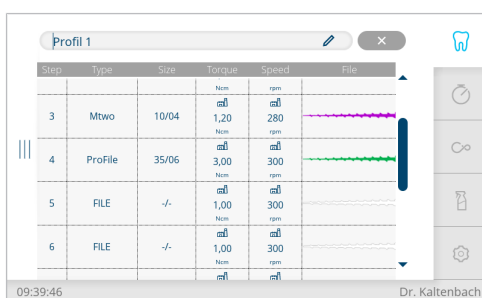 Profil 1
Step Type Size Torque Speed File
Ncm rpm
3 Mtwo 10/04 1,20 280
Ncm rpm
4 ProFile 35/06 3,00 300
Ncm rpm
5 FILE -/- 1,00 300
Ncm rpm
6 FILE -/- 1,00 300
Ncm rpm
09:39:46 Dr. Kaltenbach